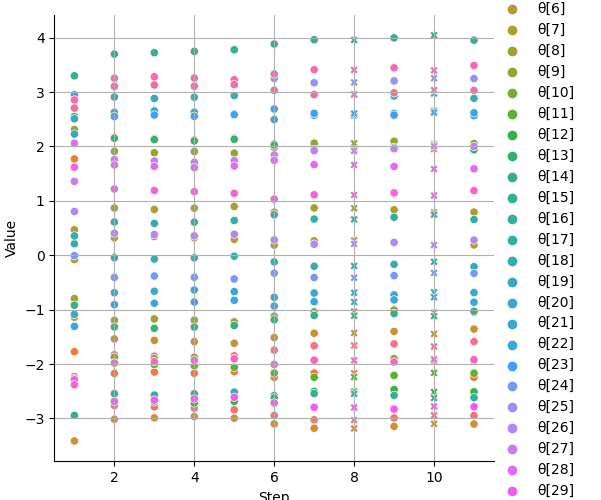 4
3
2
1
0
−1
−2
−3
Value
2
4
6
8
10
Step
θ[6]
θ[7]
θ[8]
θ[9]
θ[10]
θ[11]
θ[12]
θ[13]
θ[14]
θ[15]
θ[16]
θ[17]
θ[18]
θ[19]
θ[20]
θ[21]
θ[22]
θ[23]
θ[24]
θ[25]
θ[26]
θ[27]
θ[28]
θ[29]